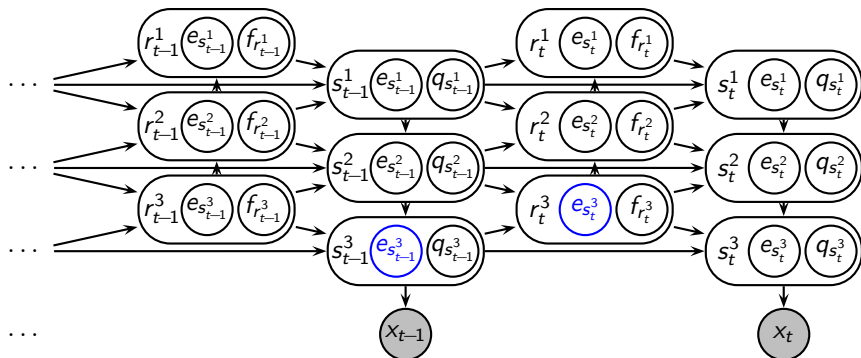 r^1_{t-1} e_{s^1_{t-1}} f_{r^1_{t-1}} r^1_t e_{s^1_t} f_{r^1_t}
··· s^1_{t-1} e_{s^1_{t-1}} q_{s^1_{t-1}} s^1_t e_{s^1_t} q_{s^1_t}
r^2_{t-1} e_{s^2_{t-1}} f_{r^2_{t-1}} r^2_t e_{s^2_t} f_{r^2_t}
··· s^2_{t-1} e_{s^2_{t-1}} q_{s^2_{t-1}} s^2_t e_{s^2_t} q_{s^2_t}
r^3_{t-1} e_{s^3_{t-1}} f_{r^3_{t-1}} r^3_t e_{s^3_t} f_{r^3_t}
··· s^3_{t-1} e_{s^3_{t-1}} q_{s^3_{t-1}} s^3_t e_{s^3_t} q_{s^3_t}
··· x_{t-1} x_t